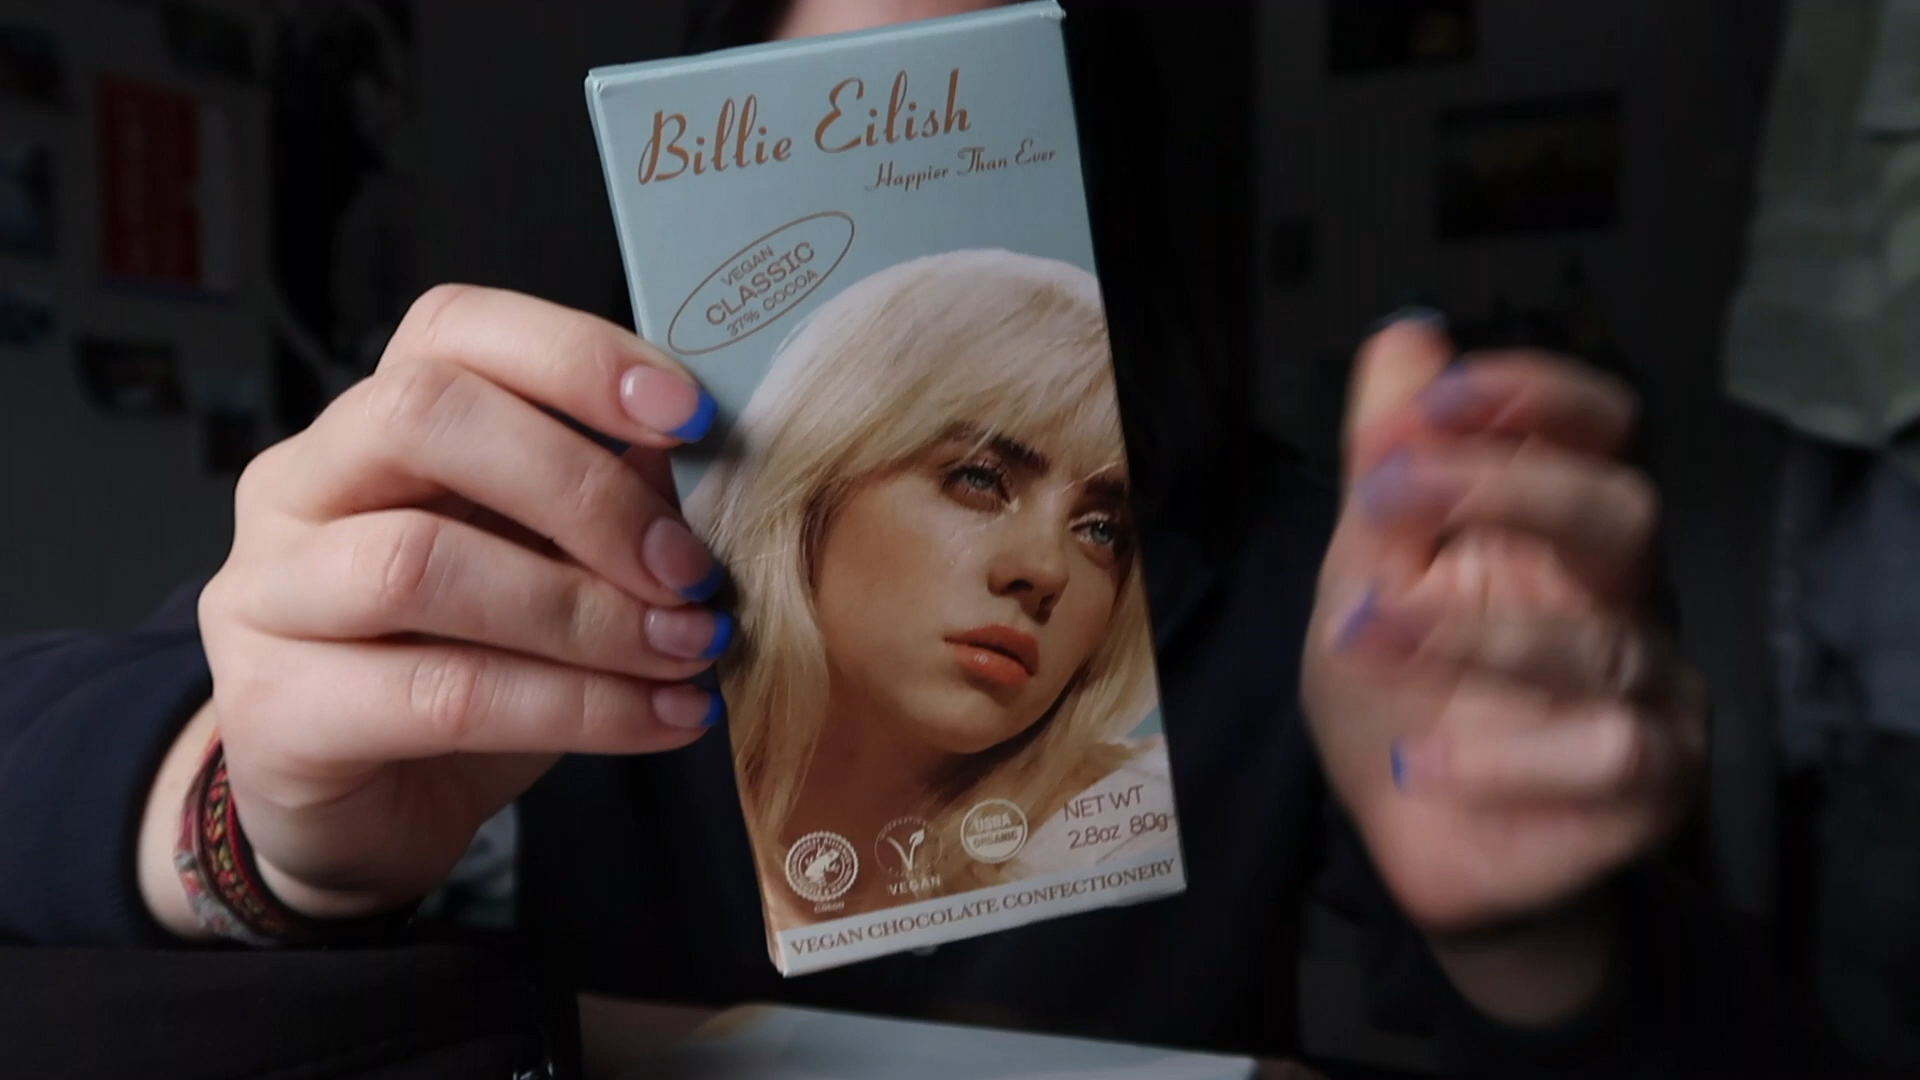 Billie Eilish
Happier Than Ever
VEGAN
CLASSIC
37% COCOA
VEGAN
USDA
ORGANIC
NET WT
2.8oz 80g
VEGAN CHOCOLATE CONFECTIONERY